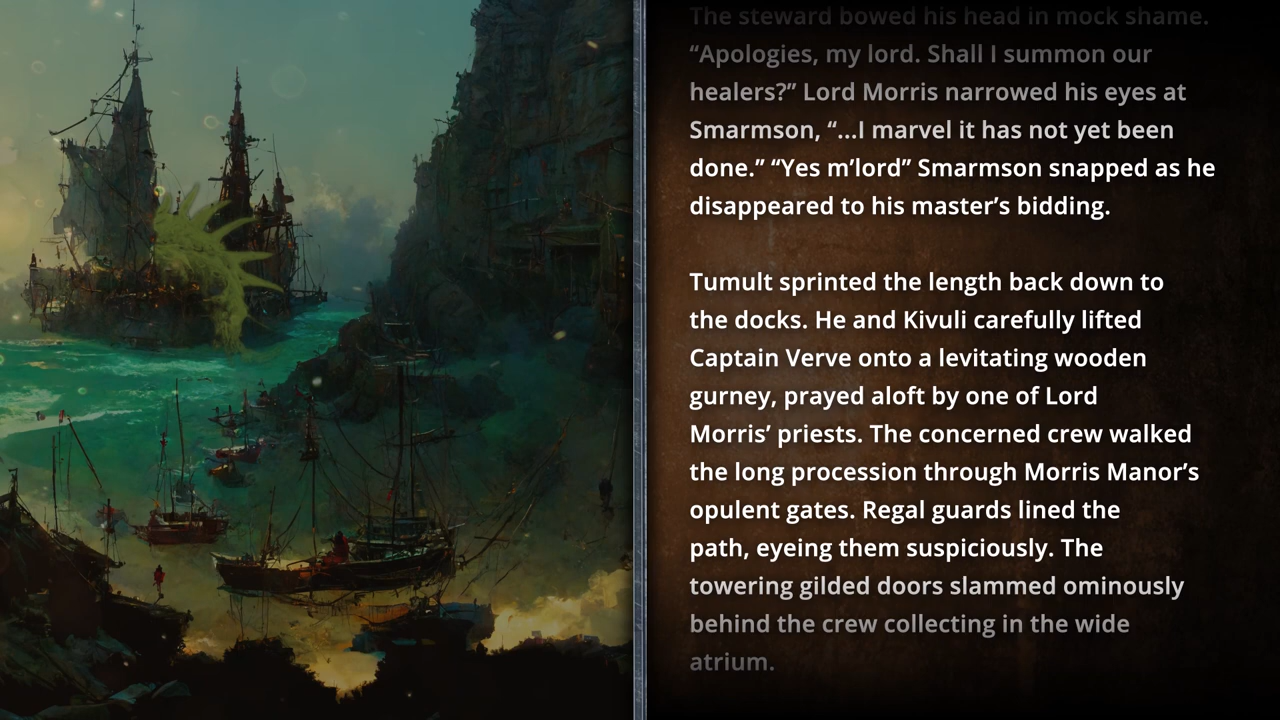 The steward bowed his head in mock shame.
“Apologies, my lord. Shall I summon our
healers?” Lord Morris narrowed his eyes at
Smarmson, “...I marvel it has not yet been
done.” “Yes m’lord” Smarmson snapped as he
disappeared to his master’s bidding.
Tumult sprinted the length back down to
the docks. He and Kivuli carefully lifted
Captain Verve onto a levitating wooden
gurney, prayed aloft by one of Lord
Morris’ priests. The concerned crew walked
the long procession through Morris Manor’s
opulent gates. Regal guards lined the
path, eyeing them suspiciously. The
towering gilded doors slammed ominously
behind the crew collecting in the wide
atrium.